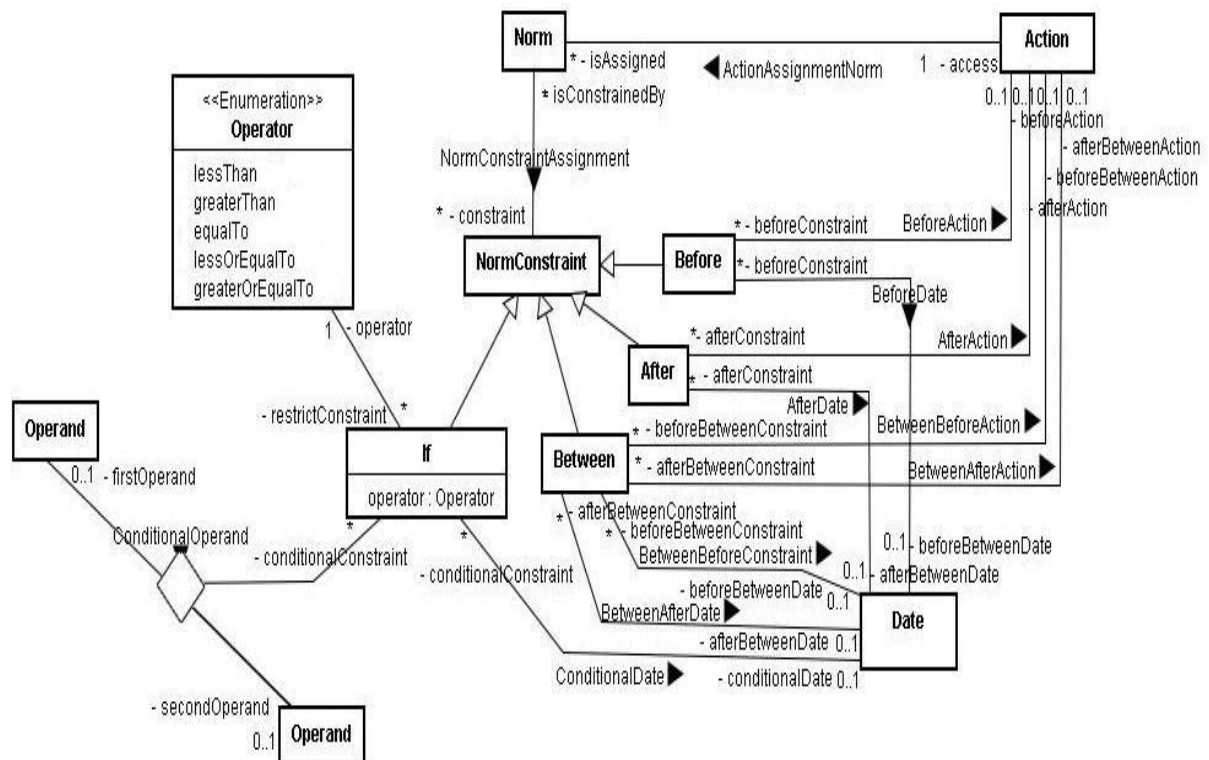 Norm
Action
* - isAssigned
ActionAssignmentNorm
1 - access
* isConstrainedBy
0..1 0..1 0..1 0..1
- beforeAction
- afterBetweenAction
- beforeBetweenAction
- afterAction
<<Enumeration>>
Operator
lessThan
greaterThan
equalTo
lessOrEqualTo
greaterOrEqualTo
NormConstraintAssignment
* - constraint
NormConstraint
Before
* - beforeConstraint
BeforeAction
*- beforeConstraint
BeforeDate
1 - operator
*- afterConstraint
AfterAction
After
* - afterConstraint
AfterDate
- restrictConstraint *
Operand
If
operator : Operator
Between
* - beforeBetweenConstraint
BetweenBeforeAction
* - afterBetweenConstraint
BetweenAfterAction
0..1 - firstOperand
ConditionalOperand
*
- conditionalConstraint
*
- conditionalConstraint
* - afterBetweenConstraint
* - beforeBetweenConstraint
BetweenBeforeConstraint
0..1 - beforeBetweenDate
0..1 - afterBetweenDate
- beforeBetweenDate 0..1
BetweenAfterDate
Date
- afterBetweenDate 0..1
ConditionalDate
- conditionalDate 0..1
- secondOperand
0..1
Operand